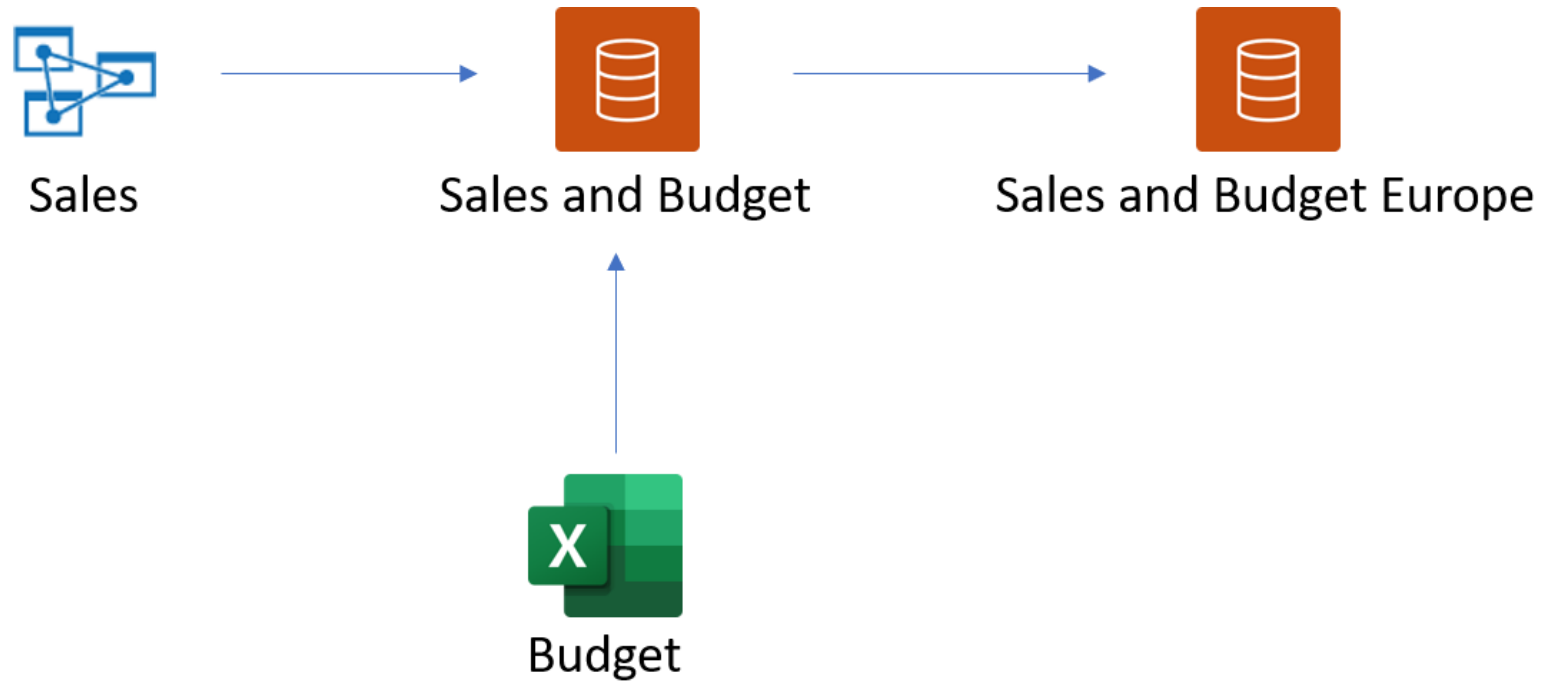 Sales
Sales and Budget
Sales and Budget Europe
X
Budget